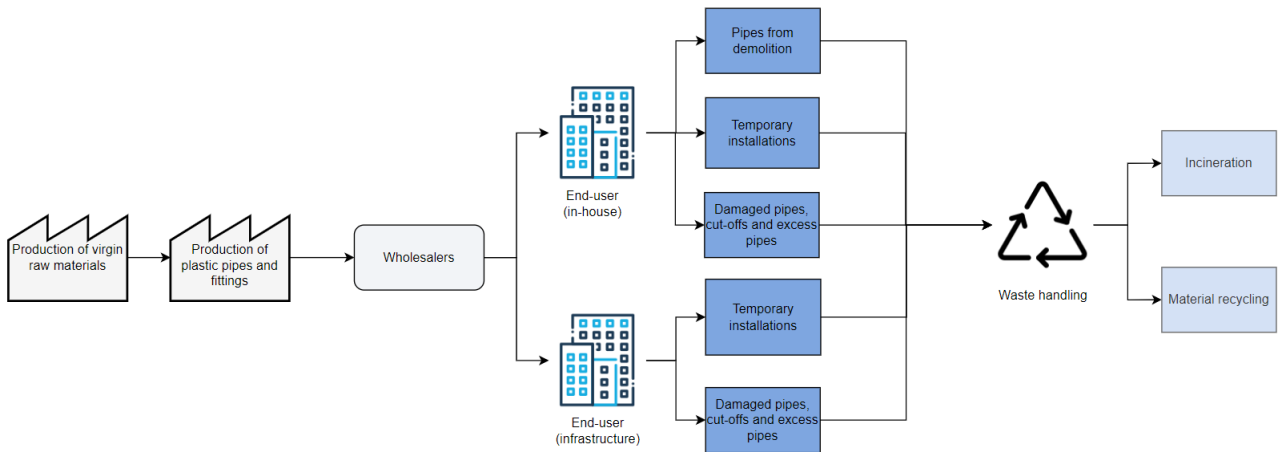 Production of virgin
raw materials
Production of
plastic pipes and
fittings
Wholesalers
End-user
(in-house)
End-user
(infrastructure)
Pipes from
demolition
Temporary
installations
Damaged pipes,
cut-offs and excess
pipes
Temporary
installations
Damaged pipes,
cut-offs and excess
pipes
Waste handling
Incineration
Material recycling